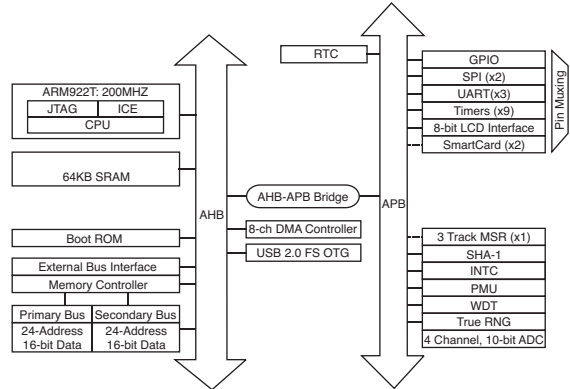 ARM922T: 200MHZ
JTAG
ICE
CPU
64KB SRAM
Boot ROM
External Bus Interface
Memory Controller
Primary Bus
Secondary Bus
24-Address
16-bit Data
24-Address
16-bit Data
AHB
RTC
AHB-APB Bridge
8-ch DMA Controller
USB 2.0 FS OTG
APB
GPIO
SPI (x2)
UART(x3)
Timers (x9)
8-bit LCD Interface
SmartCard (x2)
Pin Muxing
3 Track MSR (x1)
SHA-1
INTC
PMU
WDT
True RNG
4 Channel, 10-bit ADC